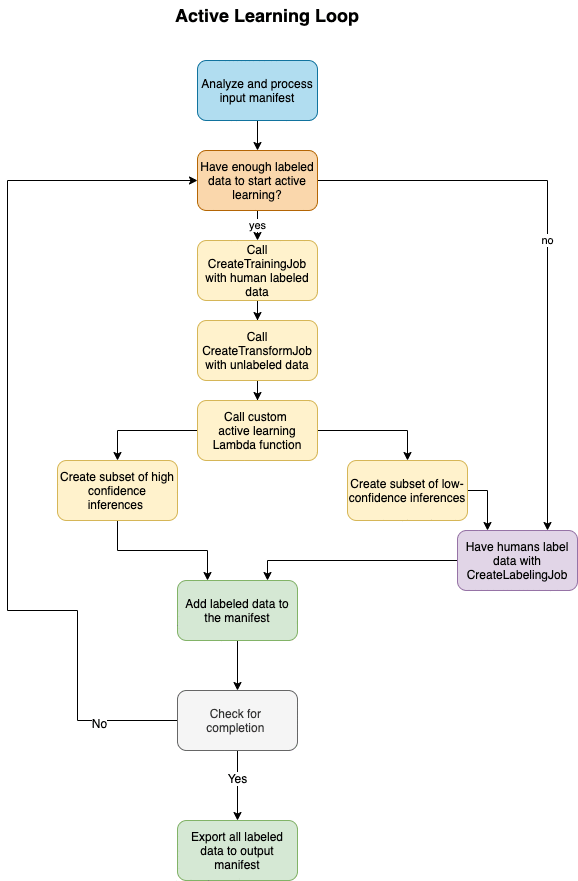 Active Learning Loop
Analyze and process
input manifest
Have enough labeled
data to start active
learning?
yes
no
Call
CreateTrainingJob
with human labeled
data
Call
CreateTransformJob
with unlabeled data
Call custom
active learning
Lambda function
Create subset of high
confidence
inferences
Create subset of low-
confidence inferences
Have humans label
data with
CreateLabelingJob
Add labeled data to
the manifest
Check for
completion
No
Yes
Export all labeled
data to output
manifest